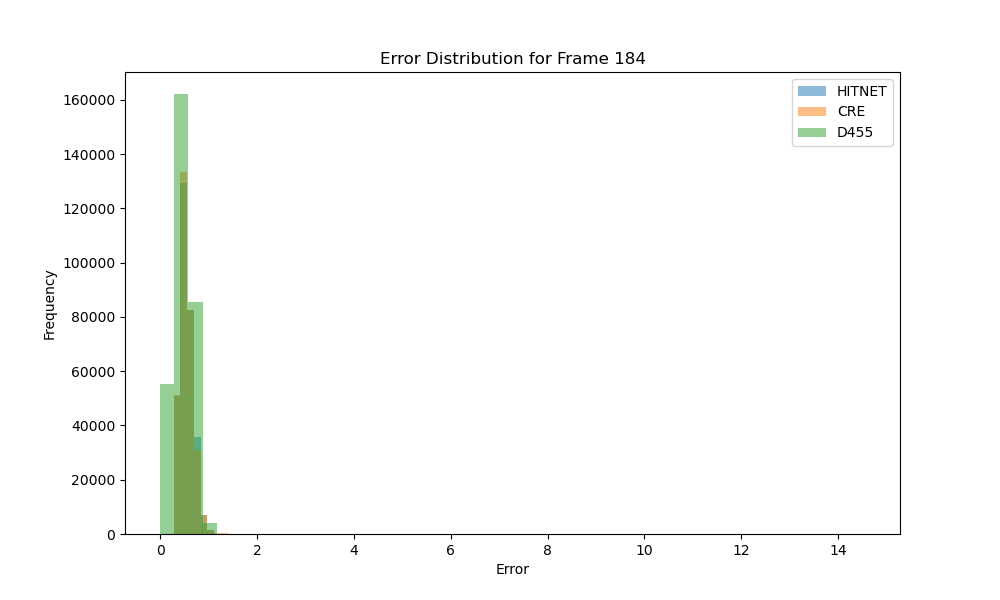 Error Distribution for Frame 184
HITNET
CRE
D455
160000
140000
120000
100000
80000
60000
40000
20000
0
Frequency
0 2 4 6 8 10 12 14
Error